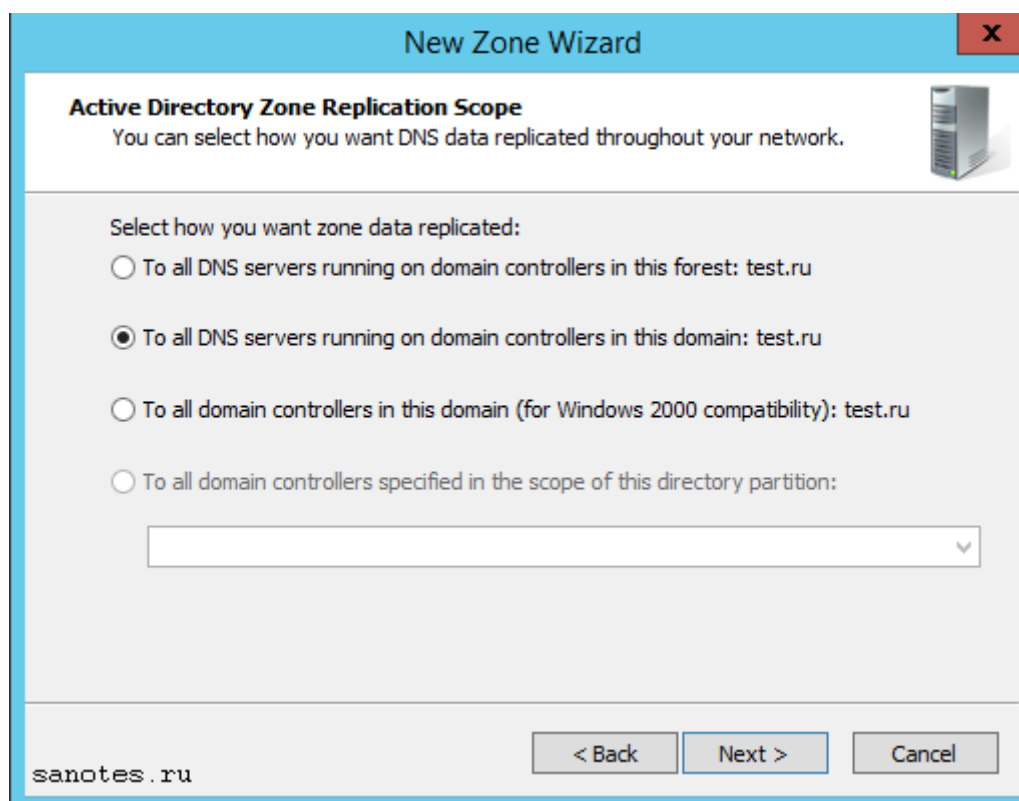 New Zone Wizard
x
Active Directory Zone Replication Scope
You can select how you want DNS data replicated throughout your network.
Select how you want zone data replicated:
To all DNS servers running on domain controllers in this forest: test.ru
To all DNS servers running on domain controllers in this domain: test.ru
To all domain controllers in this domain (for Windows 2000 compatibility): test.ru
To all domain controllers specified in the scope of this directory partition:
< Back Next > Cancel
sanotes.ru